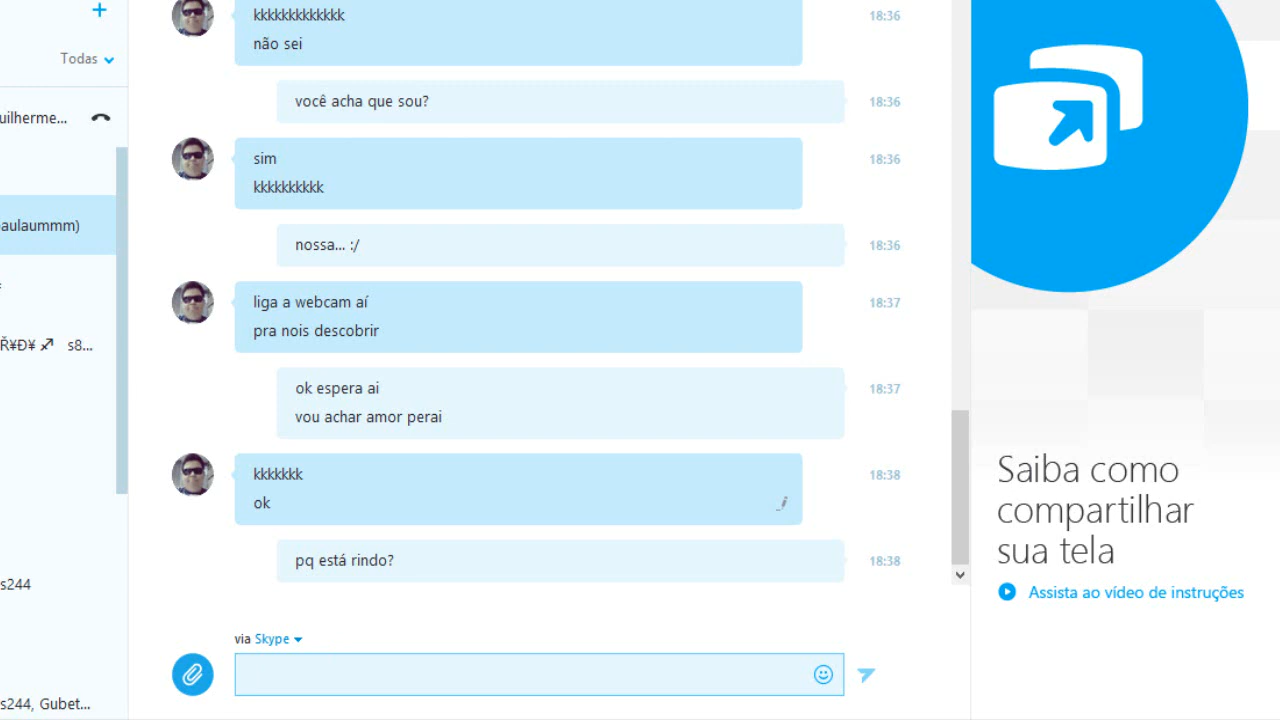 Todas
uilherme...
aulaummm)
Ř¥Ð¥ s8...
s244
s244, Gubet...
kkkkkkkkkkkkk
18:36
não sei
você acha que sou?
18:36
sim
18:36
kkkkkkkkkk
nossa... :/
18:36
liga a webcam aí
18:37
pra nois descobrir
ok espera ai
18:37
vou achar amor perai
kkkkkkk
18:38
ok
pq está rindo?
18:38
via Skype
Saiba como
compartilhar
sua tela
Assista ao vídeo de instruções